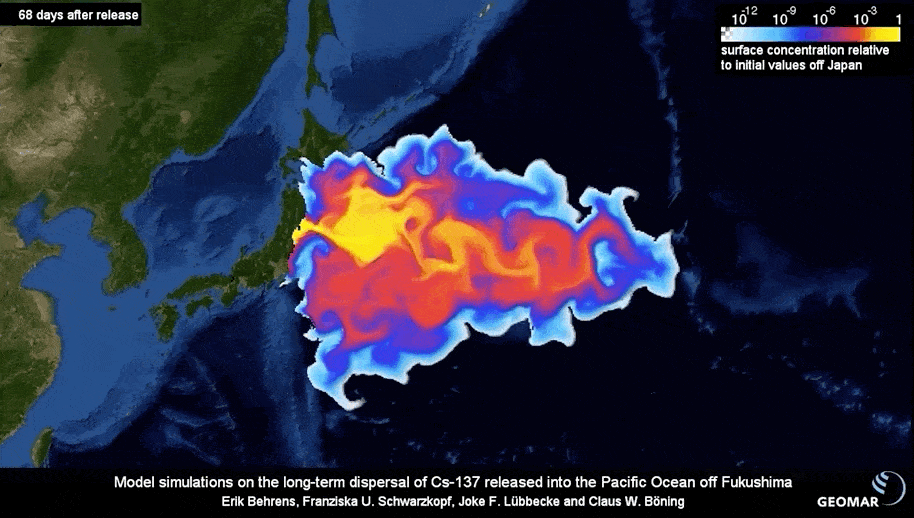 68 days after release
10-12 10-9 10-6 10-3 1
surface concentration relative
to initial values off Japan
Model simulations on the long-term dispersal of Cs-137 released into the Pacific Ocean off Fukushima
Erik Behrens, Franziska U. Schwarzkopf, Joke F. Lübbecke and Claus W. Böning
GEOMAR